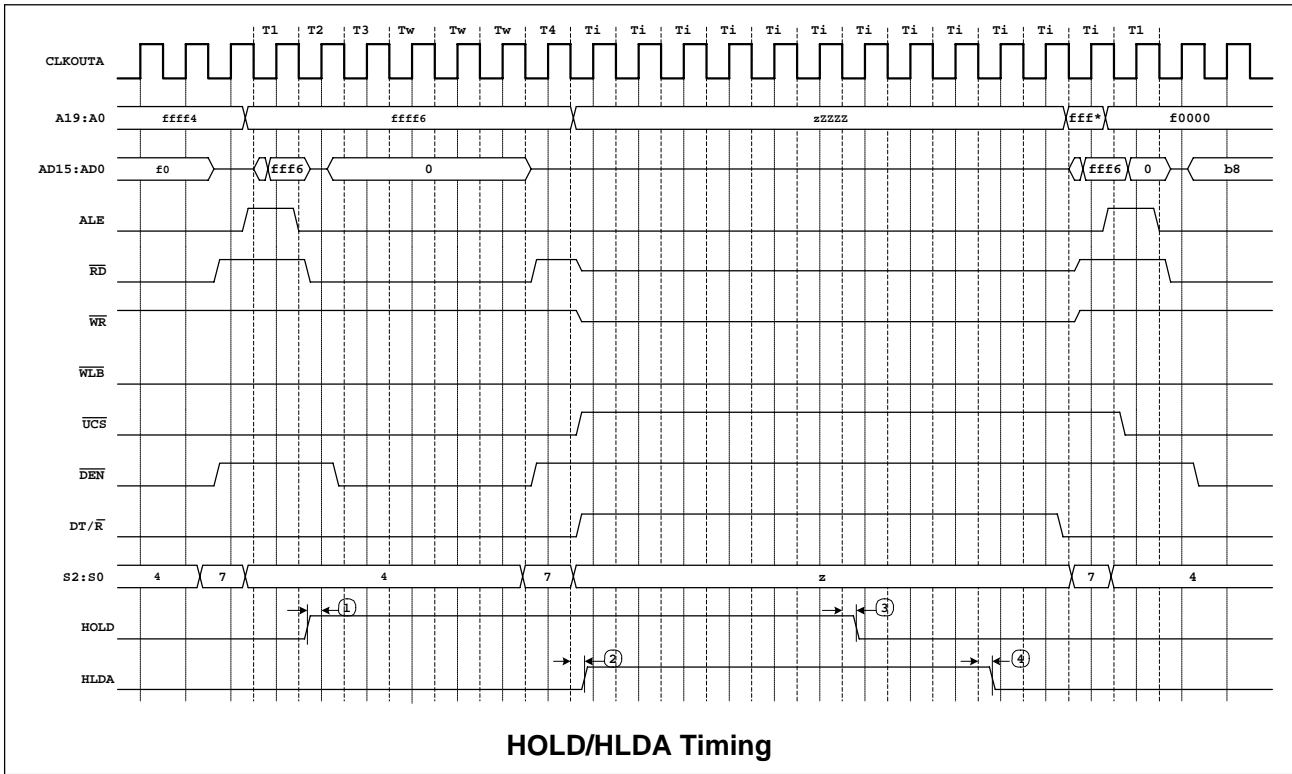 T1 T2 T3 Tw Tw Tw T4 Ti Ti Ti Ti Ti Ti Ti Ti Ti Ti Ti Ti T1
CLKOUTA
A19:A0 ffff4 ffff6 zZZZZ fff* f0000
AD15:AD0 f0 fff6 0 fff6 0 b8
ALE
RD
WR
WLB
UCS
DEN
DT/R
S2:S0 4 7 4 7 z 7 4
HOLD 1 3
HLDA 2 4
HOLD/HLDA Timing